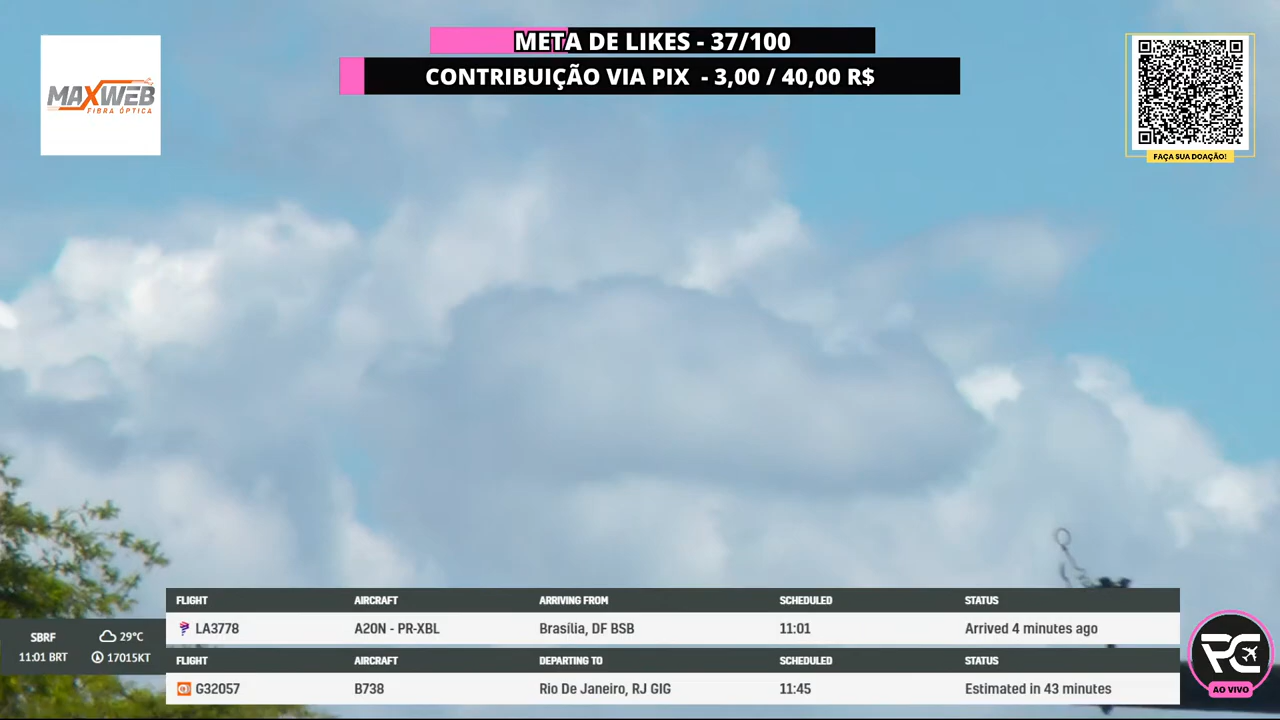 META DE LIKES - 37/100
CONTRIBUIÇÃO VIA PIX - 3,00 / 40,00 R$
MAXWEB
FIBRA ÓPTICA
FAÇA SUA DOAÇÃO!
FLIGHT AIRCRAFT ARRIVING FROM SCHEDULED STATUS
LA3778 A20N - PR-XBL Brasília, DF BSB 11:01 Arrived 4 minutes ago
SBRF 29°C
11:01 BRT 17015KT
FLIGHT AIRCRAFT DEPARTING TO SCHEDULED STATUS
G32057 B738 Rio De Janeiro, RJ GIG 11:45 Estimated in 43 minutes
PC
AO VIVO